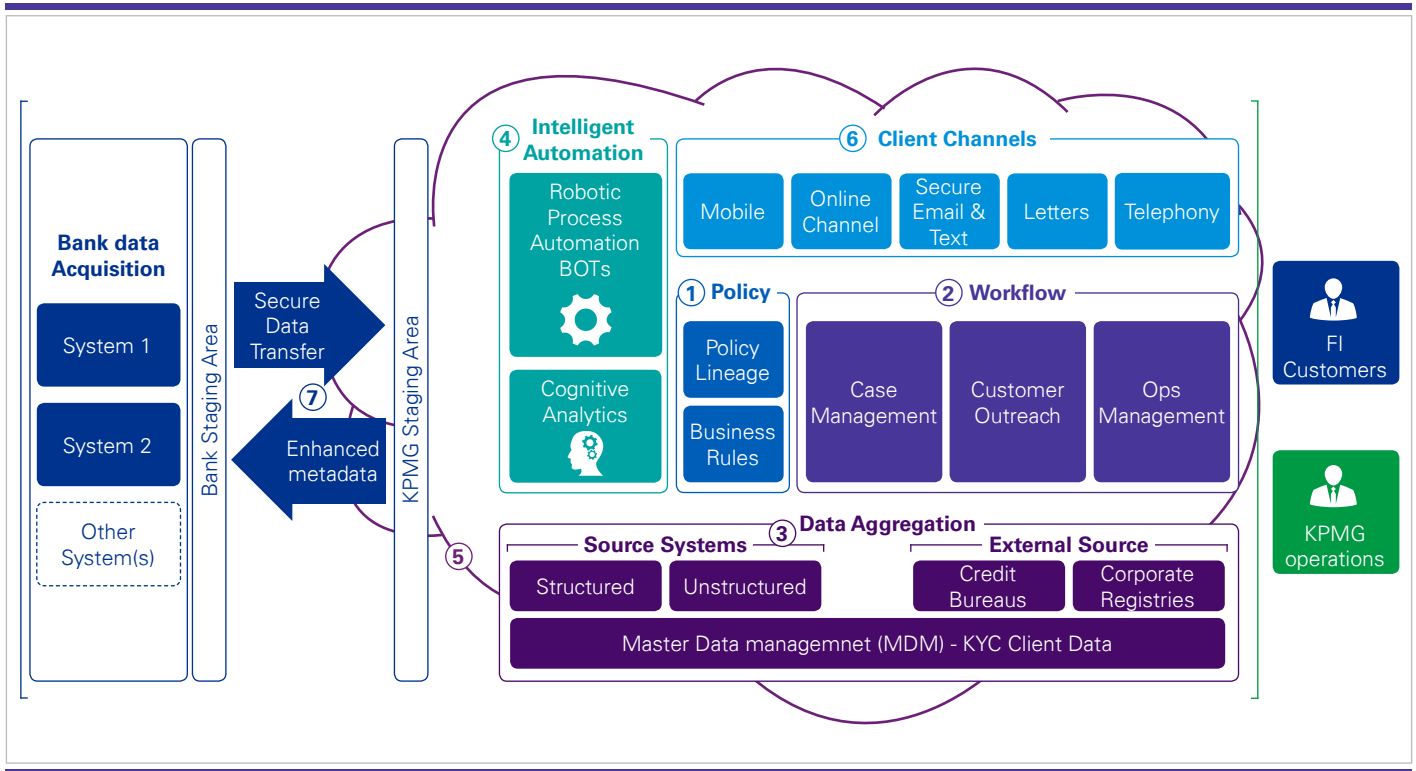 Bank data
Acquisition
System 1
System 2
Other
System(s)
Bank Staging Area
Secure
Data
Transfer
7
Enhanced
metadata
KPMG Staging Area
5
4
Intelligent
Automation
Robotic
Process
Automation
BOTs
Cognitive
Analytics
6 Client Channels
Mobile
Online
Channel
Secure
Email &
Text
Letters
Telephony
1 Policy
Policy
Lineage
Business
Rules
2 Workflow
Case
Management
Customer
Outreach
Ops
Management
3 Data Aggregation
Source Systems
Structured
Unstructured
External Source
Credit
Bureaus
Corporate
Registries
Master Data managemnet (MDM) - KYC Client Data
FI
Customers
KPMG
operations